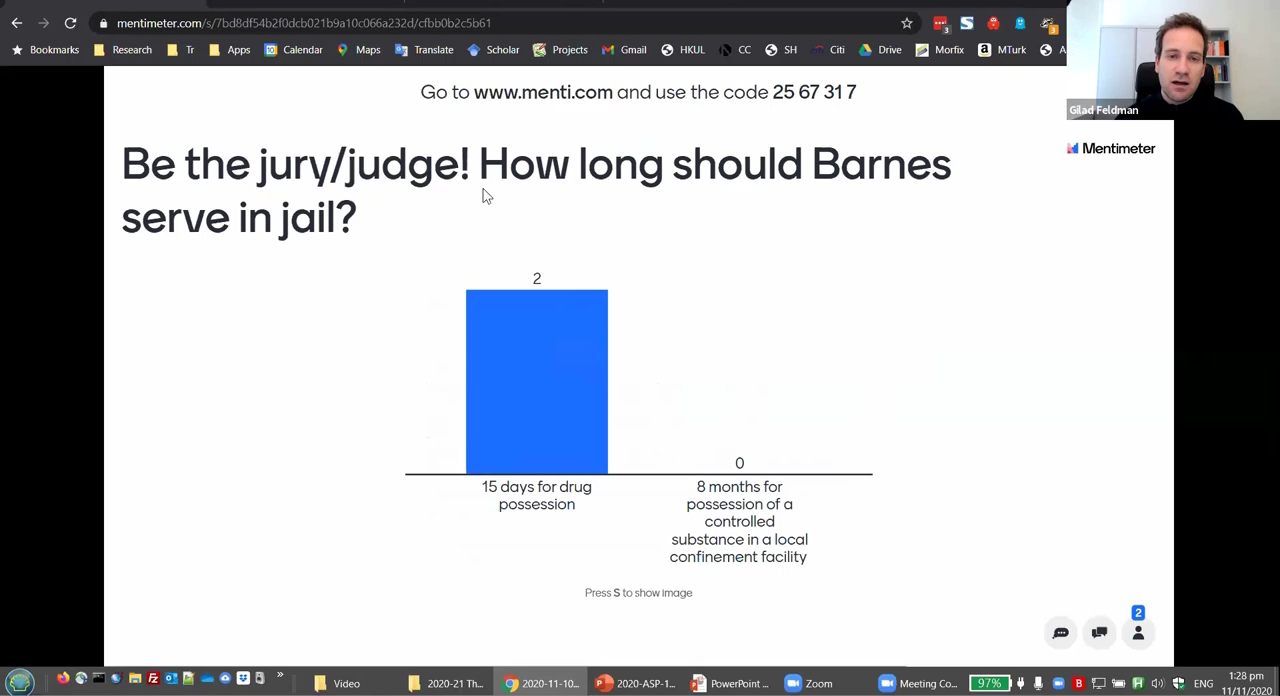 mentimeter.com/s/7bd8df54b2f0dcb021b9a10c066a232d/cfbb0b2c5b61
3
3
Bookmarks Research Tr Apps Calendar Maps Translate Scholar Projects Gmail HKUL CC SH Citi Drive Morfix MTurk A
Gilad Feldman
Go to www.menti.com and use the code 25 67 31 7
Mentimeter
Be the jury/judge! How long should Barnes
serve in jail?
2
0
15 days for drug
possession
8 months for
possession of a
controlled
substance in a local
confinement facility
Press S to show image
2
Video 2020-21 Th... 2020-11-10... 2020-ASP-1... PowerPoint ... Zoom Meeting Co... 97% ENG
1:28 pm
11/11/2020